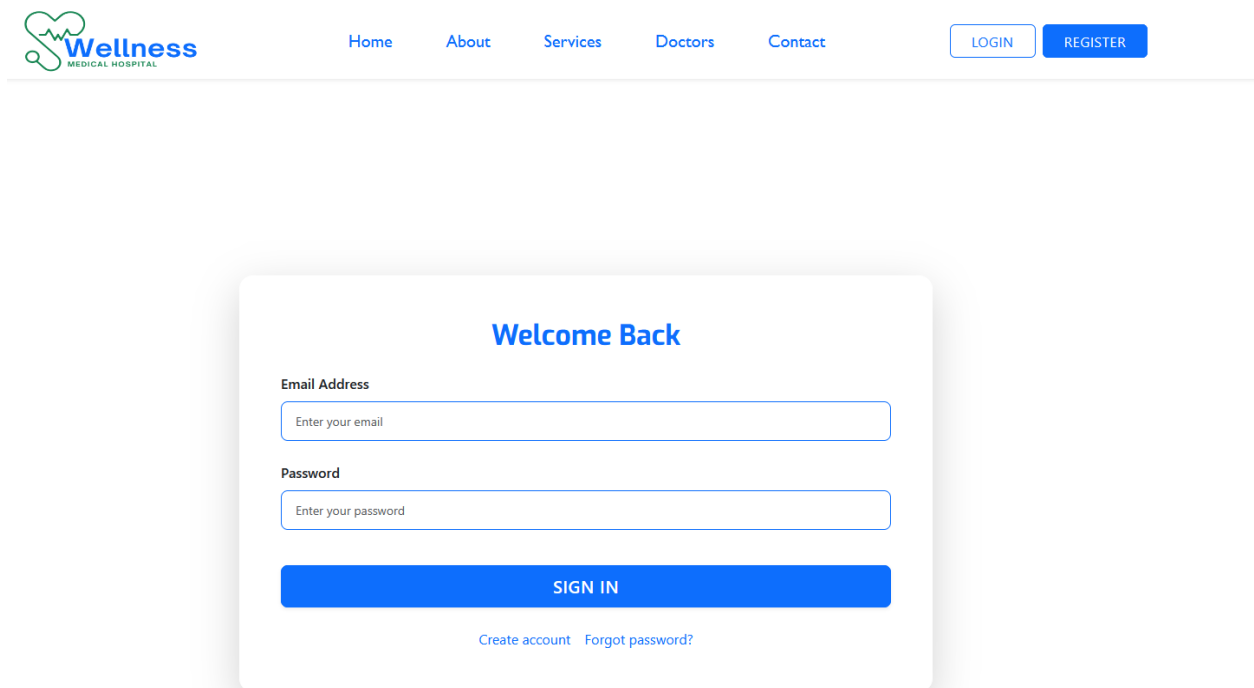 Wellness
MEDICAL HOSPITAL
Home About Services Doctors Contact LOGIN REGISTER
Welcome Back
Email Address
Enter your email
Password
Enter your password
SIGN IN
Create account Forgot password?